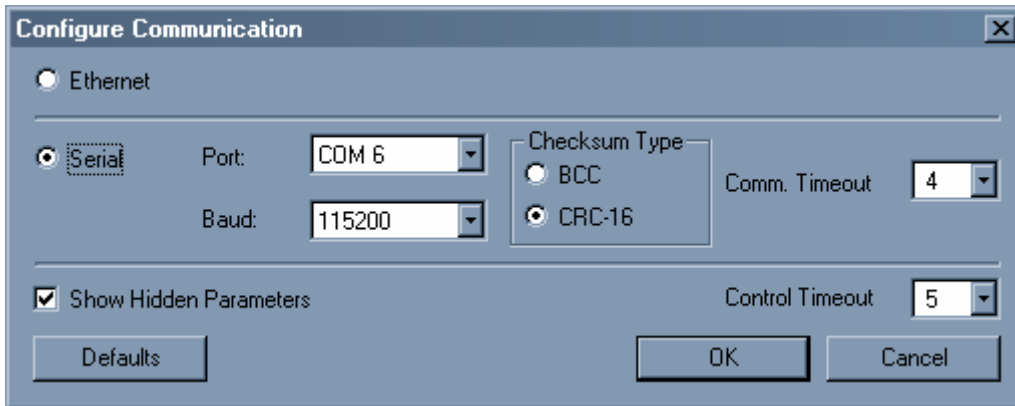 Configure Communication
Ethernet
Serial
Port:
COM 6
Baud:
115200
Checksum Type
BCC
CRC-16
Comm. Timeout
4
Show Hidden Parameters
Control Timeout
5
Defaults
OK
Cancel